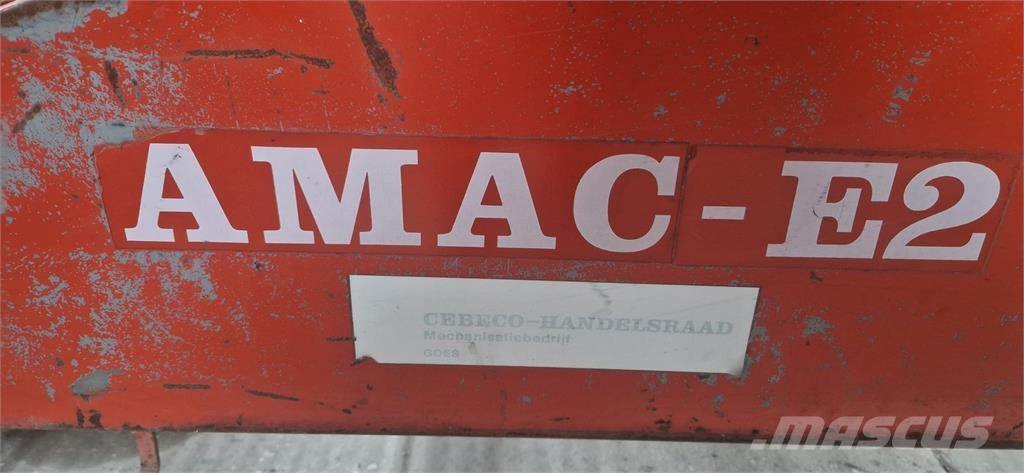 AMAC-E2
CEBECO-HANDELSRAAD
Mechanisatiebedrijf
GOES
MASCUS